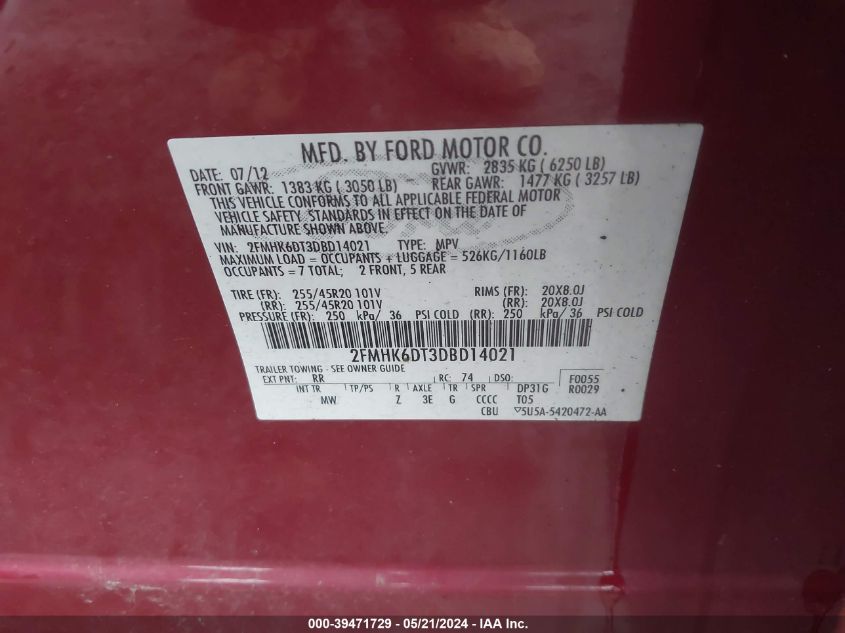 MFD. BY FORD MOTOR CO.
DATE: 07/12 GVWR: 2835 KG ( 6250 LB)
FRONT GAWR: 1383 KG ( 3050 LB) REAR GAWR: 1477 KG ( 3257 LB)
THIS VEHICLE CONFORMS TO ALL APPLICABLE FEDERAL MOTOR
VEHICLE SAFETY STANDARDS IN EFFECT ON THE DATE OF
MANUFACTURE SHOWN ABOVE.
VIN: 2FMHK6DT3DBD14021 TYPE: MPV
MAXIMUM LOAD = OCCUPANTS + LUGGAGE = 526KG/1160LB
OCCUPANTS = 7 TOTAL; 2 FRONT, 5 REAR
TIRE (FR): 255/45R20 101V RIMS (FR): 20X8.0J
(RR): 255/45R20 101V (RR): 20X8.0J
PRESSURE (FR): 250 kPa/ 36 PSI COLD (RR): 250 kPa/ 36 PSI COLD
2FMHK6DT3DBD14021
TRAILER TOWING - SEE OWNER GUIDE
EXT PNT: RR RC: 74 DSO: F0055
INT TR TP/PS R AXLE TR SPR DP31G R0029
MW Z 3E G CCCC T05
CBU ▽5U5A-5420472-AA
000-39471729 - 05/21/2024 - IAA Inc.